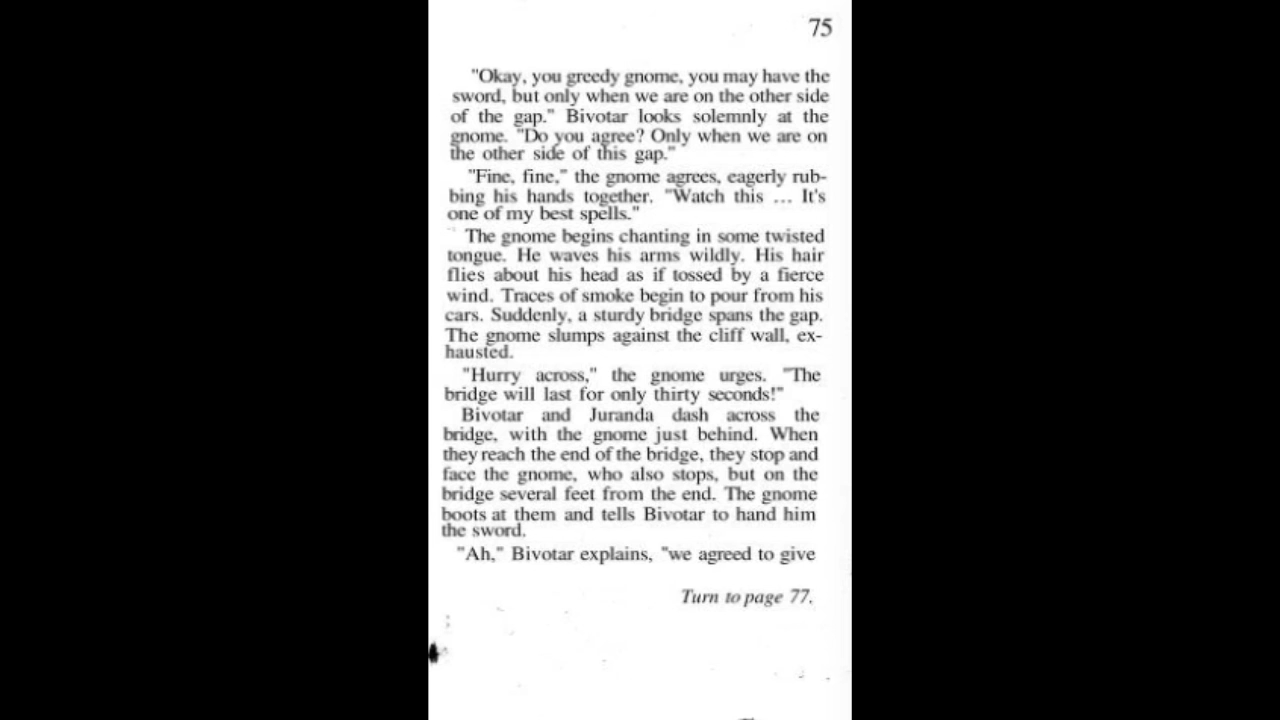 75
"Okay, you greedy gnome, you may have the
sword, but only when we are on the other side
of the gap." Bivotar looks solemnly at the
gnome. "Do you agree? Only when we are on
the other side of this gap."
"Fine, fine," the gnome agrees, eagerly rub-
bing his hands together. "Watch this ... It's
one of my best spells."
The gnome begins chanting in some twisted
tongue. He waves his arms wildly. His hair
flies about his head as if tossed by a fierce
wind. Traces of smoke begin to pour from his
cars. Suddenly, a sturdy bridge spans the gap.
The gnome slumps against the cliff wall, ex-
hausted.
"Hurry across," the gnome urges. "The
bridge will last for only thirty seconds!"
Bivotar and Juranda dash across the
bridge, with the gnome just behind. When
they reach the end of the bridge, they stop and
face the gnome, who also stops, but on the
bridge several feet from the end. The gnome
boots at them and tells Bivotar to hand him
the sword.
"Ah," Bivotar explains, "we agreed to give
Turn to page 77.